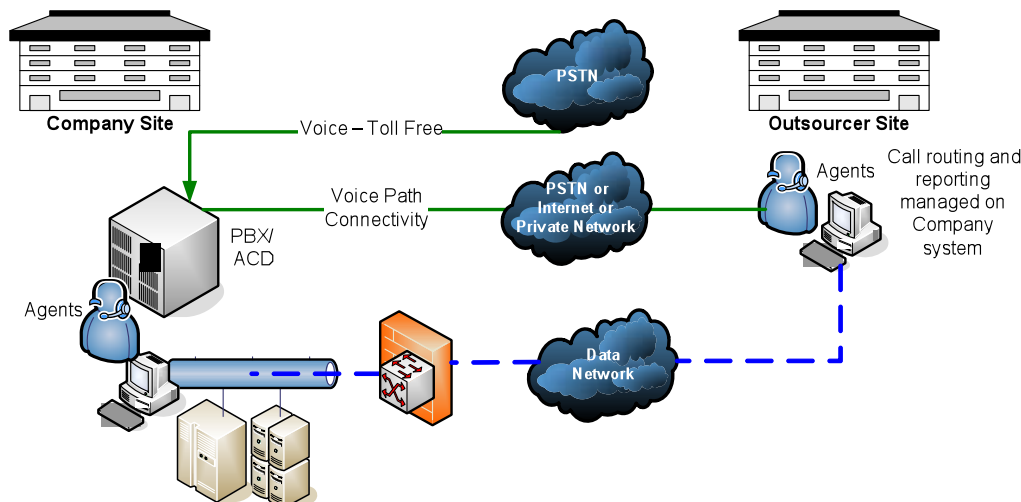 PSTN
Company Site
Outsourcer Site
Voice – Toll Free
Agents
Call routing and
reporting
managed on
Company
system
Voice Path
Connectivity
PSTN or
Internet or
Private Network
PBX/
ACD
Agents
Data
Network